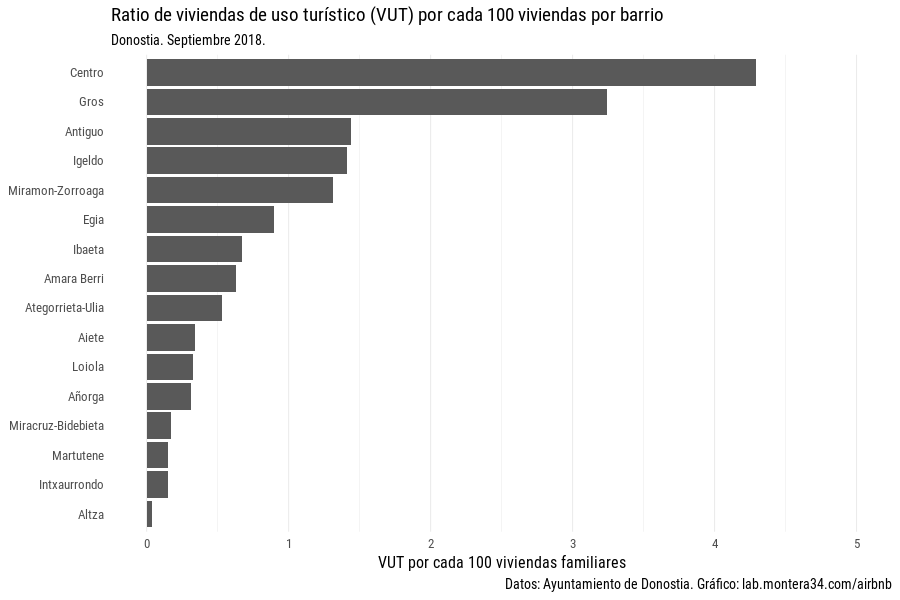 Ratio de viviendas de uso turístico (VUT) por cada 100 viviendas por barrio
Donostia. Septiembre 2018.
Centro
Gros
Antiguo
Igeldo
Miramon-Zorroaga
Egia
Ibaeta
Amara Berri
Ategorrieta-Ulia
Aiete
Loiola
Añorga
Miracruz-Bidebieta
Martutene
Intxaurrondo
Altza
0 1 2 3 4 5
VUT por cada 100 viviendas familiares
Datos: Ayuntamiento de Donostia. Gráfico: lab.montera34.com/airbnb